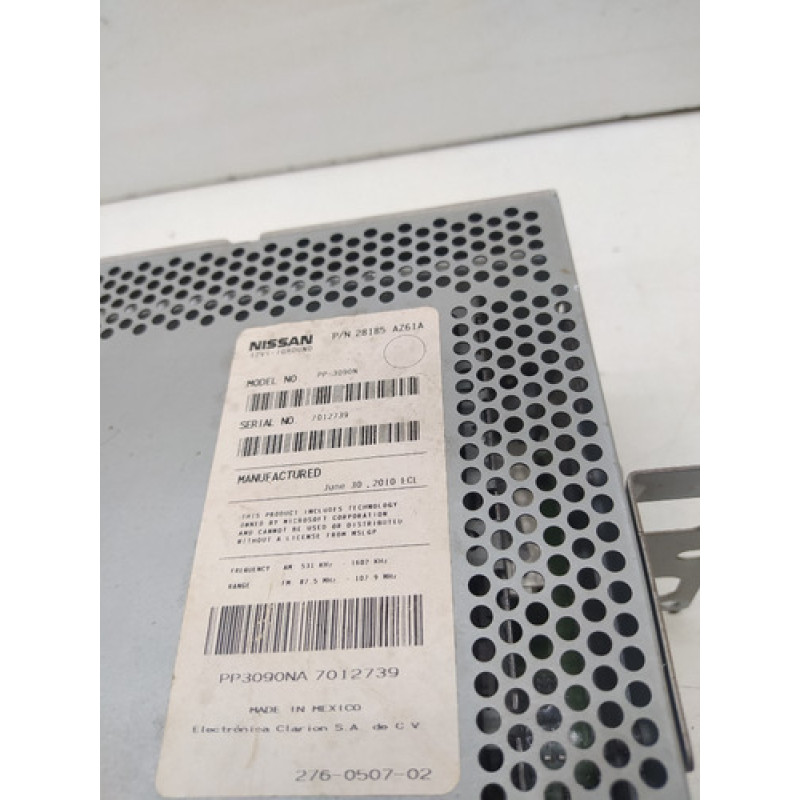 NISSAN P/N 28185 AZ61A
MODEL NO PP-3090N
SERIAL NO. 7012739
MANUFACTURED
June 30 , 2010 ECL
THIS PRODUCT INCLUDES TECHNOLOGY
OWNED BY MICROSOFT CORPORATION
AND CANNOT BE USED OR DISTRIBUTED
WITHOUT A LICENSE FROM MSLGP
FREQUENCY AM 531 KHz 1602 KHz
RANGE FM 87.5 MHz - 107.9 MHz
PP3090NA 7012739
MADE IN MEXICO
Electrónica Clarion S.A. de C V
276-0507-02